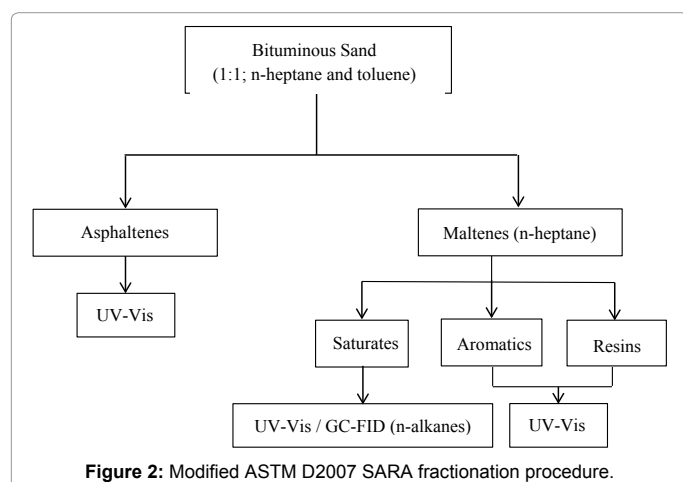 Bituminous Sand
(1:1; n-heptane and toluene)
Asphaltenes
Maltenes (n-heptane)
UV-Vis
Saturates
Aromatics
Resins
UV-Vis / GC-FID (n-alkanes)
UV-Vis
Figure 2: Modified ASTM D2007 SARA fractionation procedure.